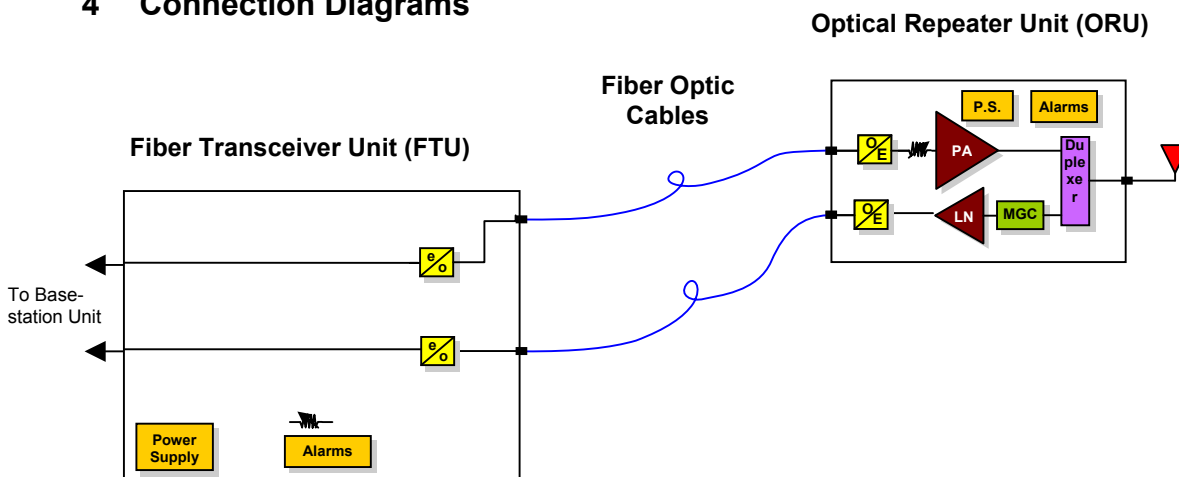 4 Connection Diagrams
Optical Repeater Unit (ORU)
Fiber Optic
Cables
Fiber Transceiver Unit (FTU)
P.S.
Alarms
O
E
PA
Du
ple
xe
r
O
E
LN
MGC
e
o
To Base-
station Unit
e
o
Power
Supply
Alarms